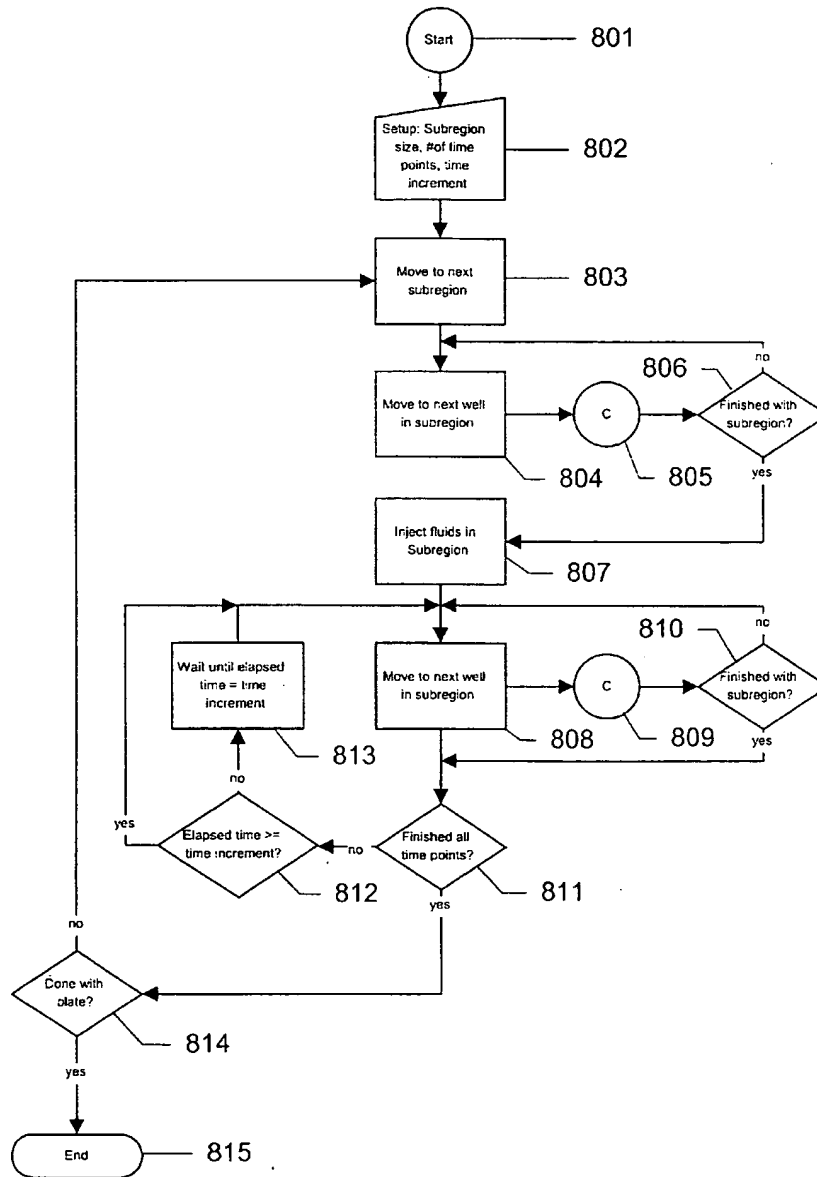 Start
801
Setup: Subregion
size, #of time
points, time
increment
802
Move to next
subregion
803
no
806
Move to next well
in subregion
C
Finished with
subregion?
804
805
yes
Inject fluids in
Subregion
807
no
810
Wait until elapsed
time = time
increment
Move to next well
in subregion
C
Finished with
subregion?
813
808
809
yes
no
yes
Elapsed time >=
time increment?
no
Finished all
time points?
812
811
yes
no
Done with
plate?
814
yes
End
815